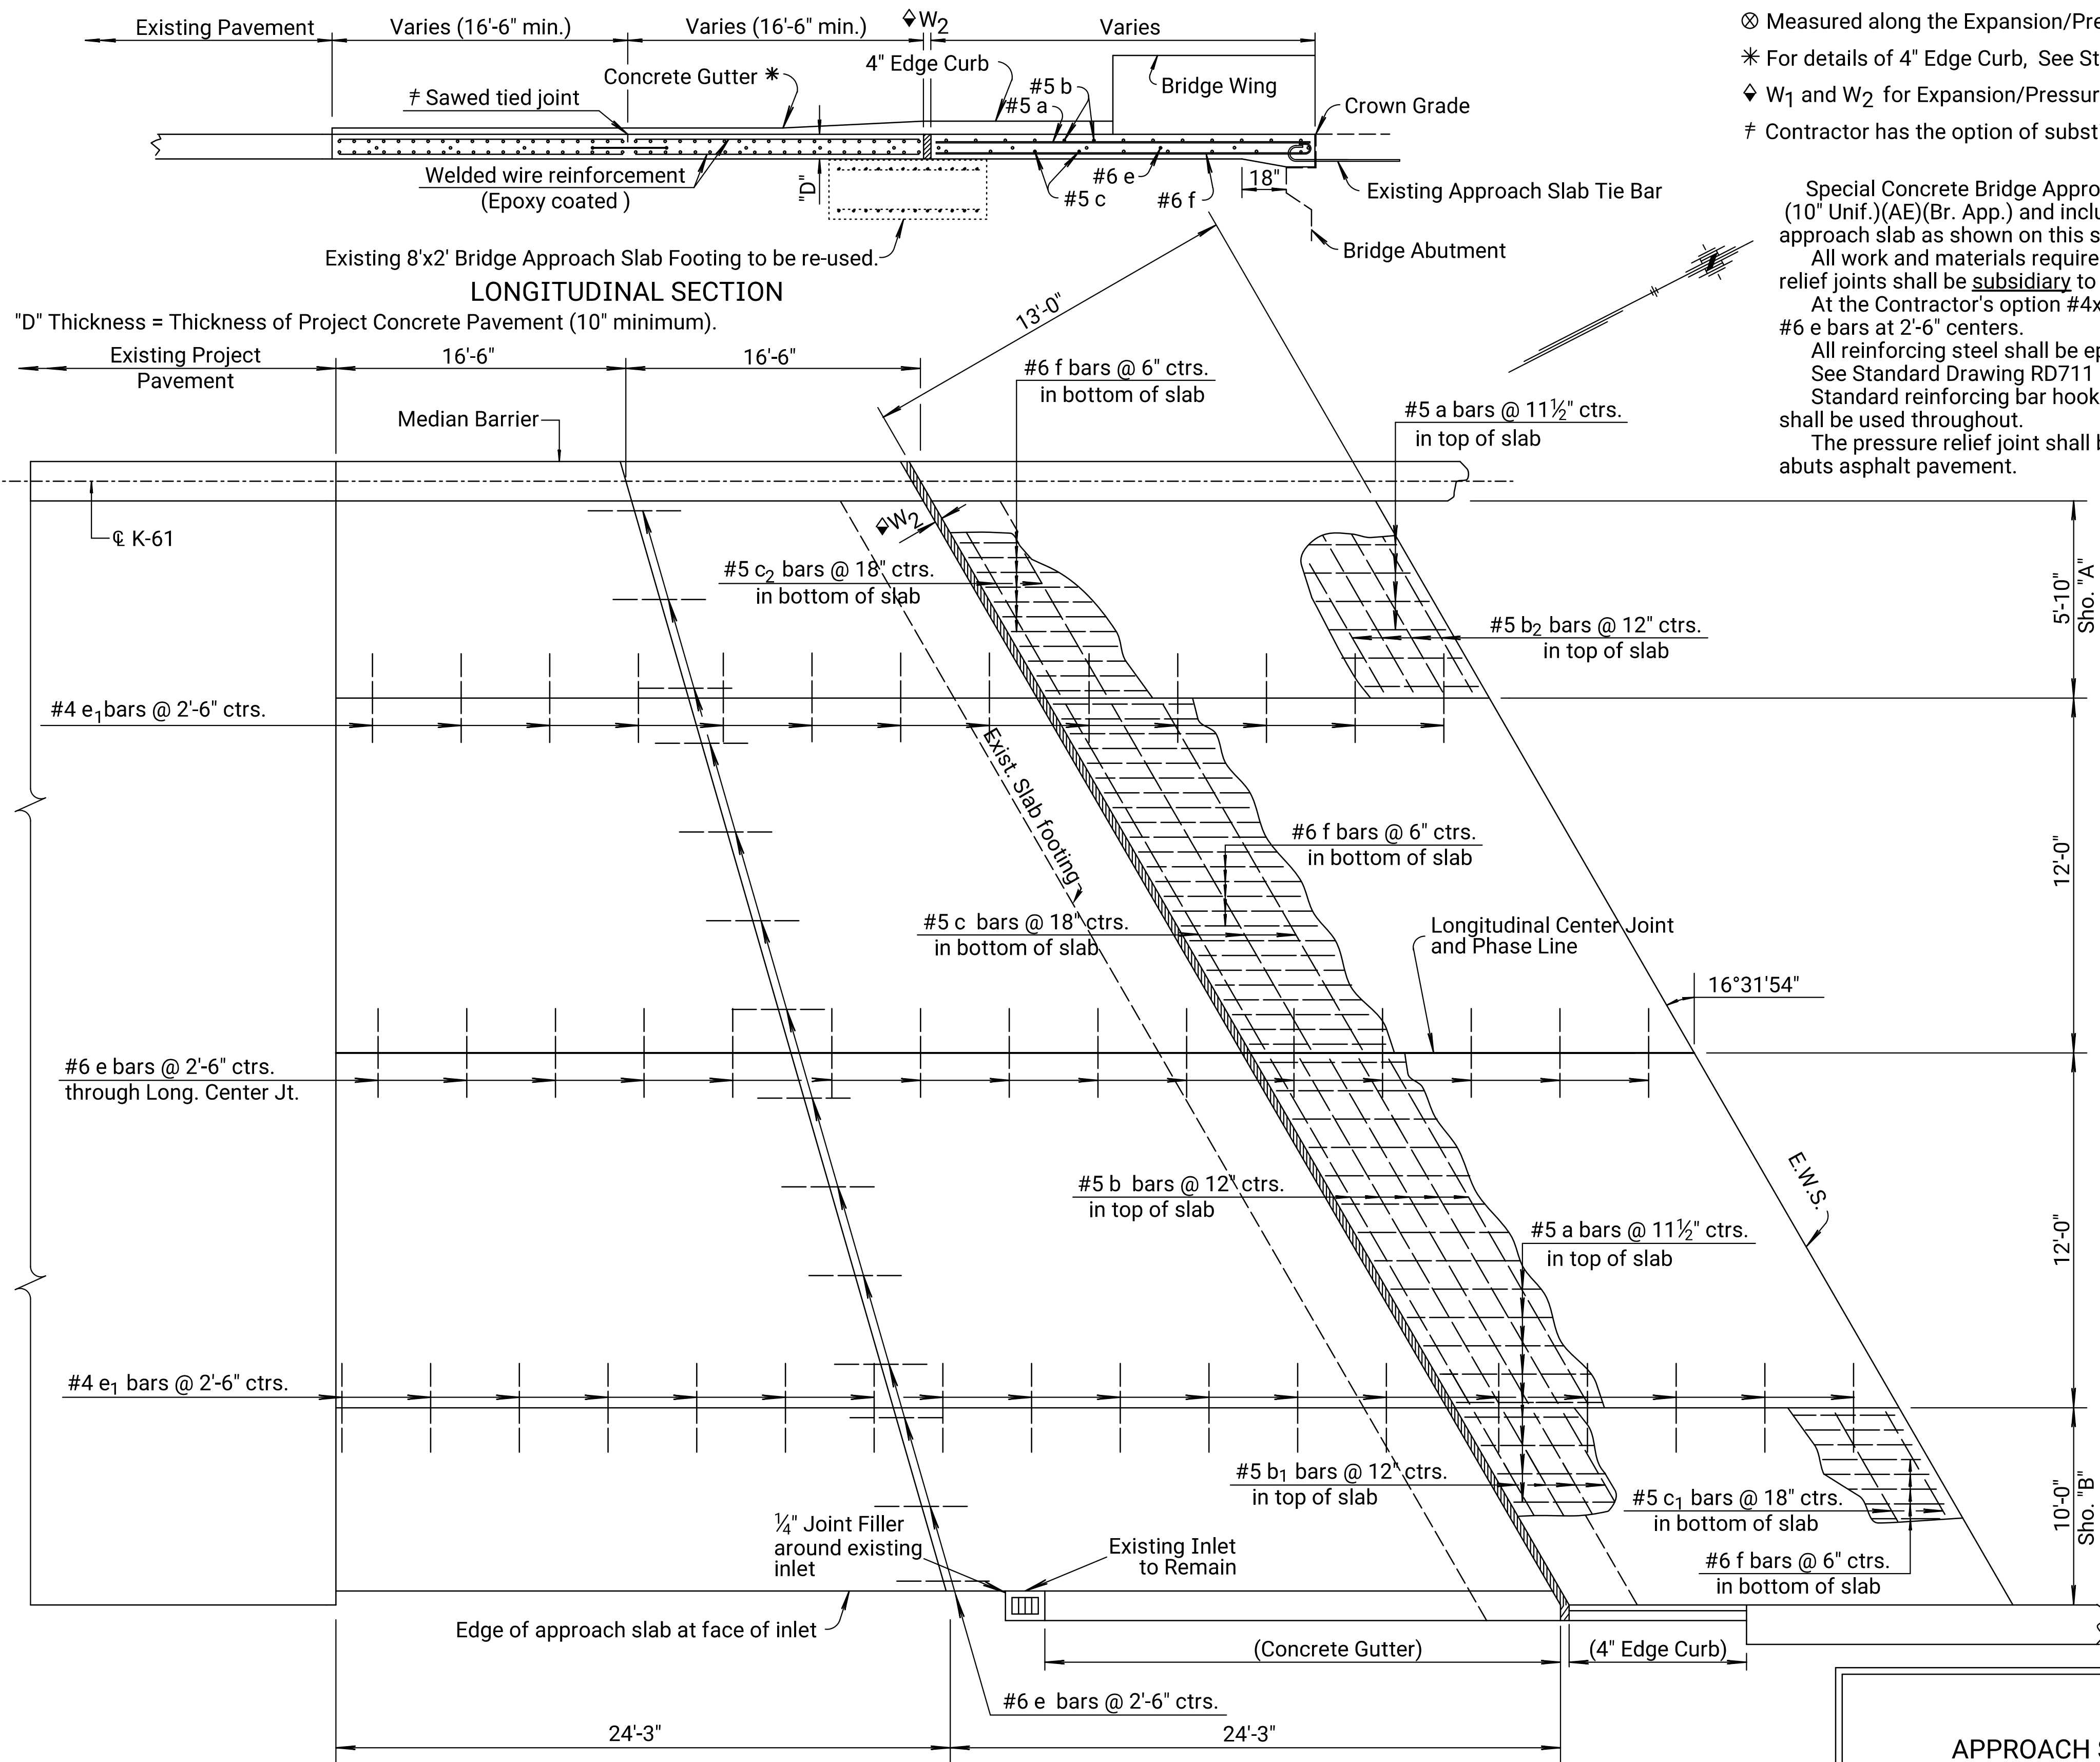 Existing Pavement
Varies (16'-6" min.)
Varies (16'-6" min.)
W2
Varies
Concrete Gutter *
4" Edge Curb
#5 b
#5 a
Bridge Wing
Crown Grade
≠ Sawed tied joint
Welded wire reinforcement
(Epoxy coated )
"D"
#6 e
#5 c
#6 f
18"
Existing Approach Slab Tie Bar
Bridge Abutment
Existing 8'x2' Bridge Approach Slab Footing to be re-used.
LONGITUDINAL SECTION
"D" Thickness = Thickness of Project Concrete Pavement (10" minimum).
⊗ Measured along the Expansion/Pre
* For details of 4" Edge Curb, See St
W1 and W2 for Expansion/Pressur
≠ Contractor has the option of subst
Special Concrete Bridge Appro
(10" Unif.)(AE)(Br. App.) and inclu
approach slab as shown on this s
All work and materials require
relief joints shall be subsidiary to
At the Contractor's option #4x
#6 e bars at 2'-6" centers.
All reinforcing steel shall be ep
See Standard Drawing RD711
Standard reinforcing bar hook
shall be used throughout.
The pressure relief joint shall b
abuts asphalt pavement.
Existing Project
Pavement
16'-6"
16'-6"
13'-0"
Median Barrier
#6 f bars @ 6" ctrs.
in bottom of slab
#5 a bars @ 11½" ctrs.
in top of slab
℄ K-61
W2
#5 c2 bars @ 18" ctrs.
in bottom of slab
#5 b2 bars @ 12" ctrs.
in top of slab
5'-10"
Sho. "A"
#4 e1 bars @ 2'-6" ctrs.
Exist. Slab footing
#6 f bars @ 6" ctrs.
in bottom of slab
12'-0"
#5 c bars @ 18" ctrs.
in bottom of slab
Longitudinal Center Joint
and Phase Line
16°31'54"
#6 e bars @ 2'-6" ctrs.
through Long. Center Jt.
#5 b bars @ 12" ctrs.
in top of slab
E.W.S.
#5 a bars @ 11½" ctrs.
in top of slab
12'-0"
#4 e1 bars @ 2'-6" ctrs.
#5 b1 bars @ 12" ctrs.
in top of slab
#5 c1 bars @ 18" ctrs.
in bottom of slab
10'-0"
Sho. "B"
¼" Joint Filler
around existing
inlet
Existing Inlet
to Remain
#6 f bars @ 6" ctrs.
in bottom of slab
Edge of approach slab at face of inlet
(Concrete Gutter)
(4" Edge Curb)
#6 e bars @ 2'-6" ctrs.
24'-3"
24'-3"
APPROACH